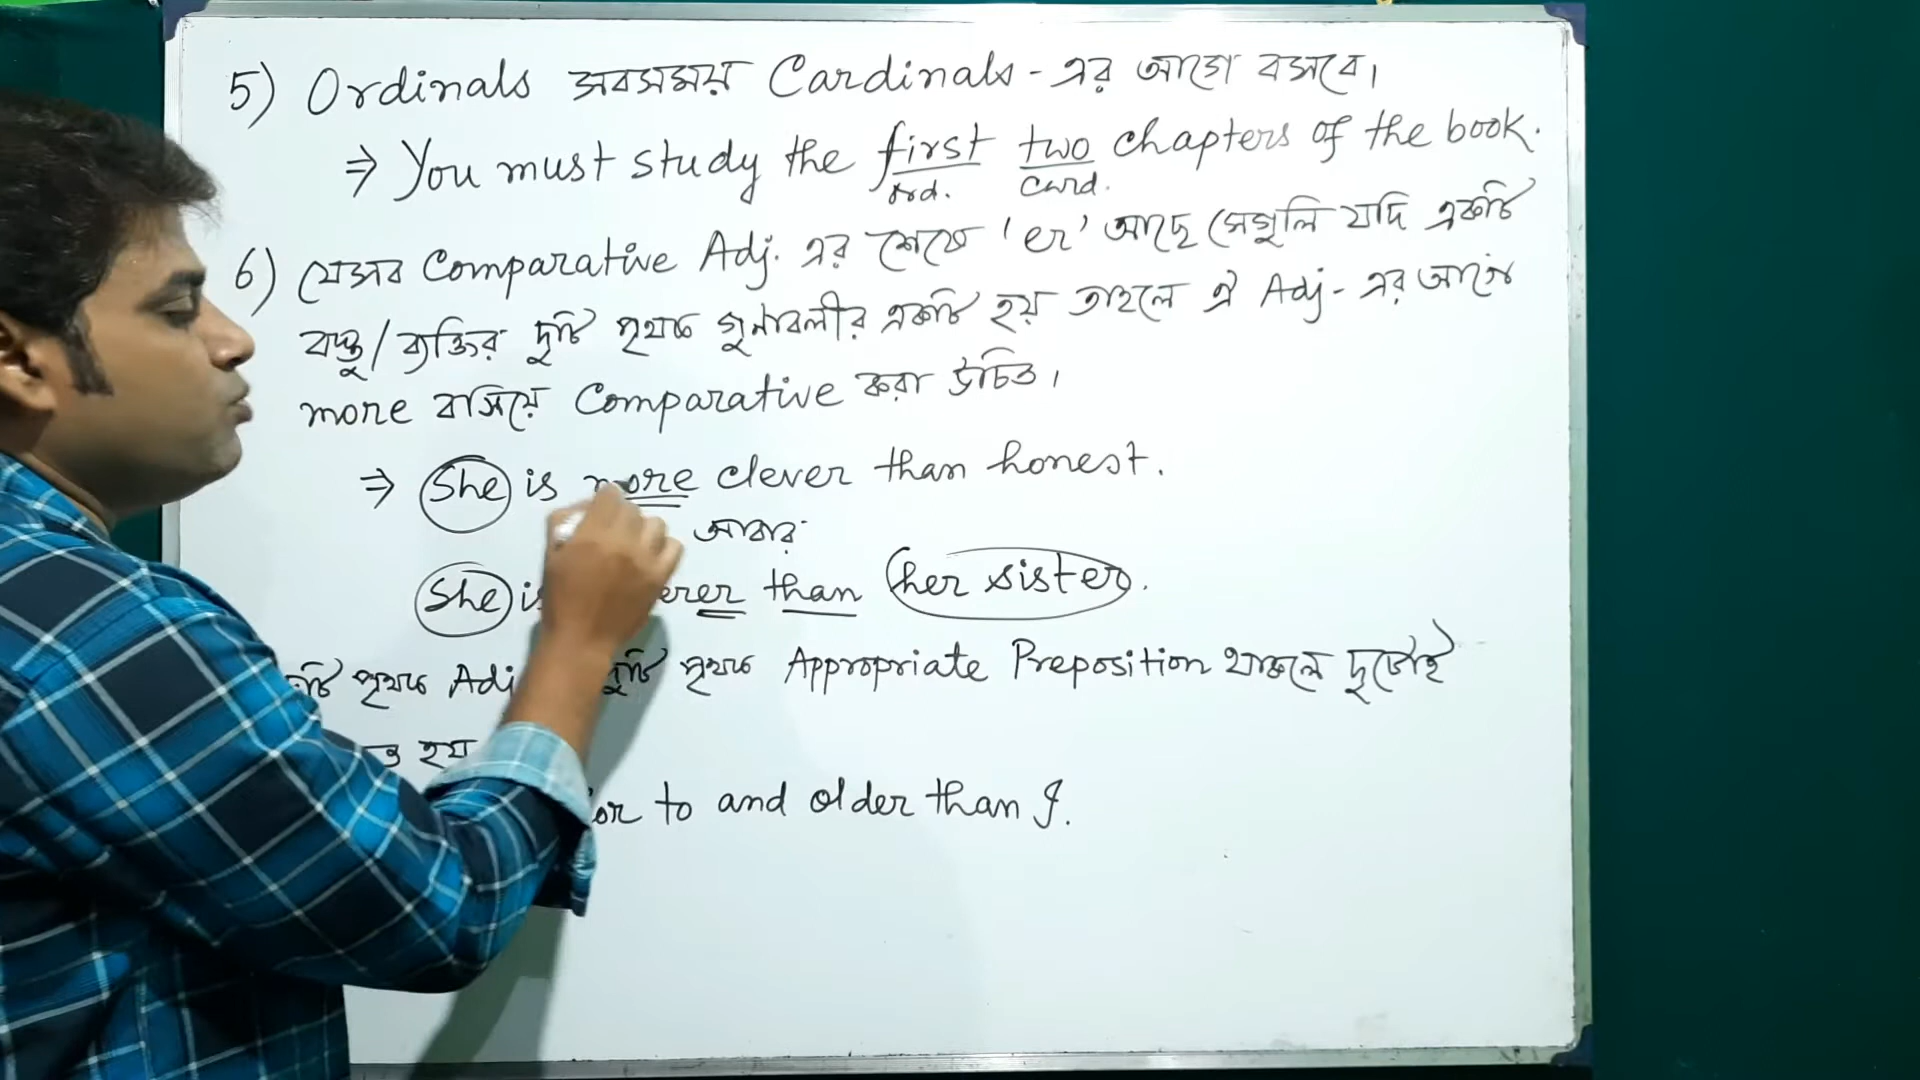 5) Ordinals সবসময় Cardinals - এর আগে বসবে।
⇒ You must study the first two chapters of the book.
ord. Card.
6) যেসব Comparative Adj. এর শেষে 'er' আছে সেগুলি যদি একটি
বস্তু/ব্যক্তির দুটি পৃথক গুনাবলীর একটি হয় তাহলে ঐ Adj - এর আগে
more বসিয়ে Comparative করা উচিত।
⇒ She is more clever than honest.
আবার
She is than her sister.
পৃথক Adj দুটি পৃথক Appropriate Preposition থাকলে দুটোই
হয়
to and older than I.